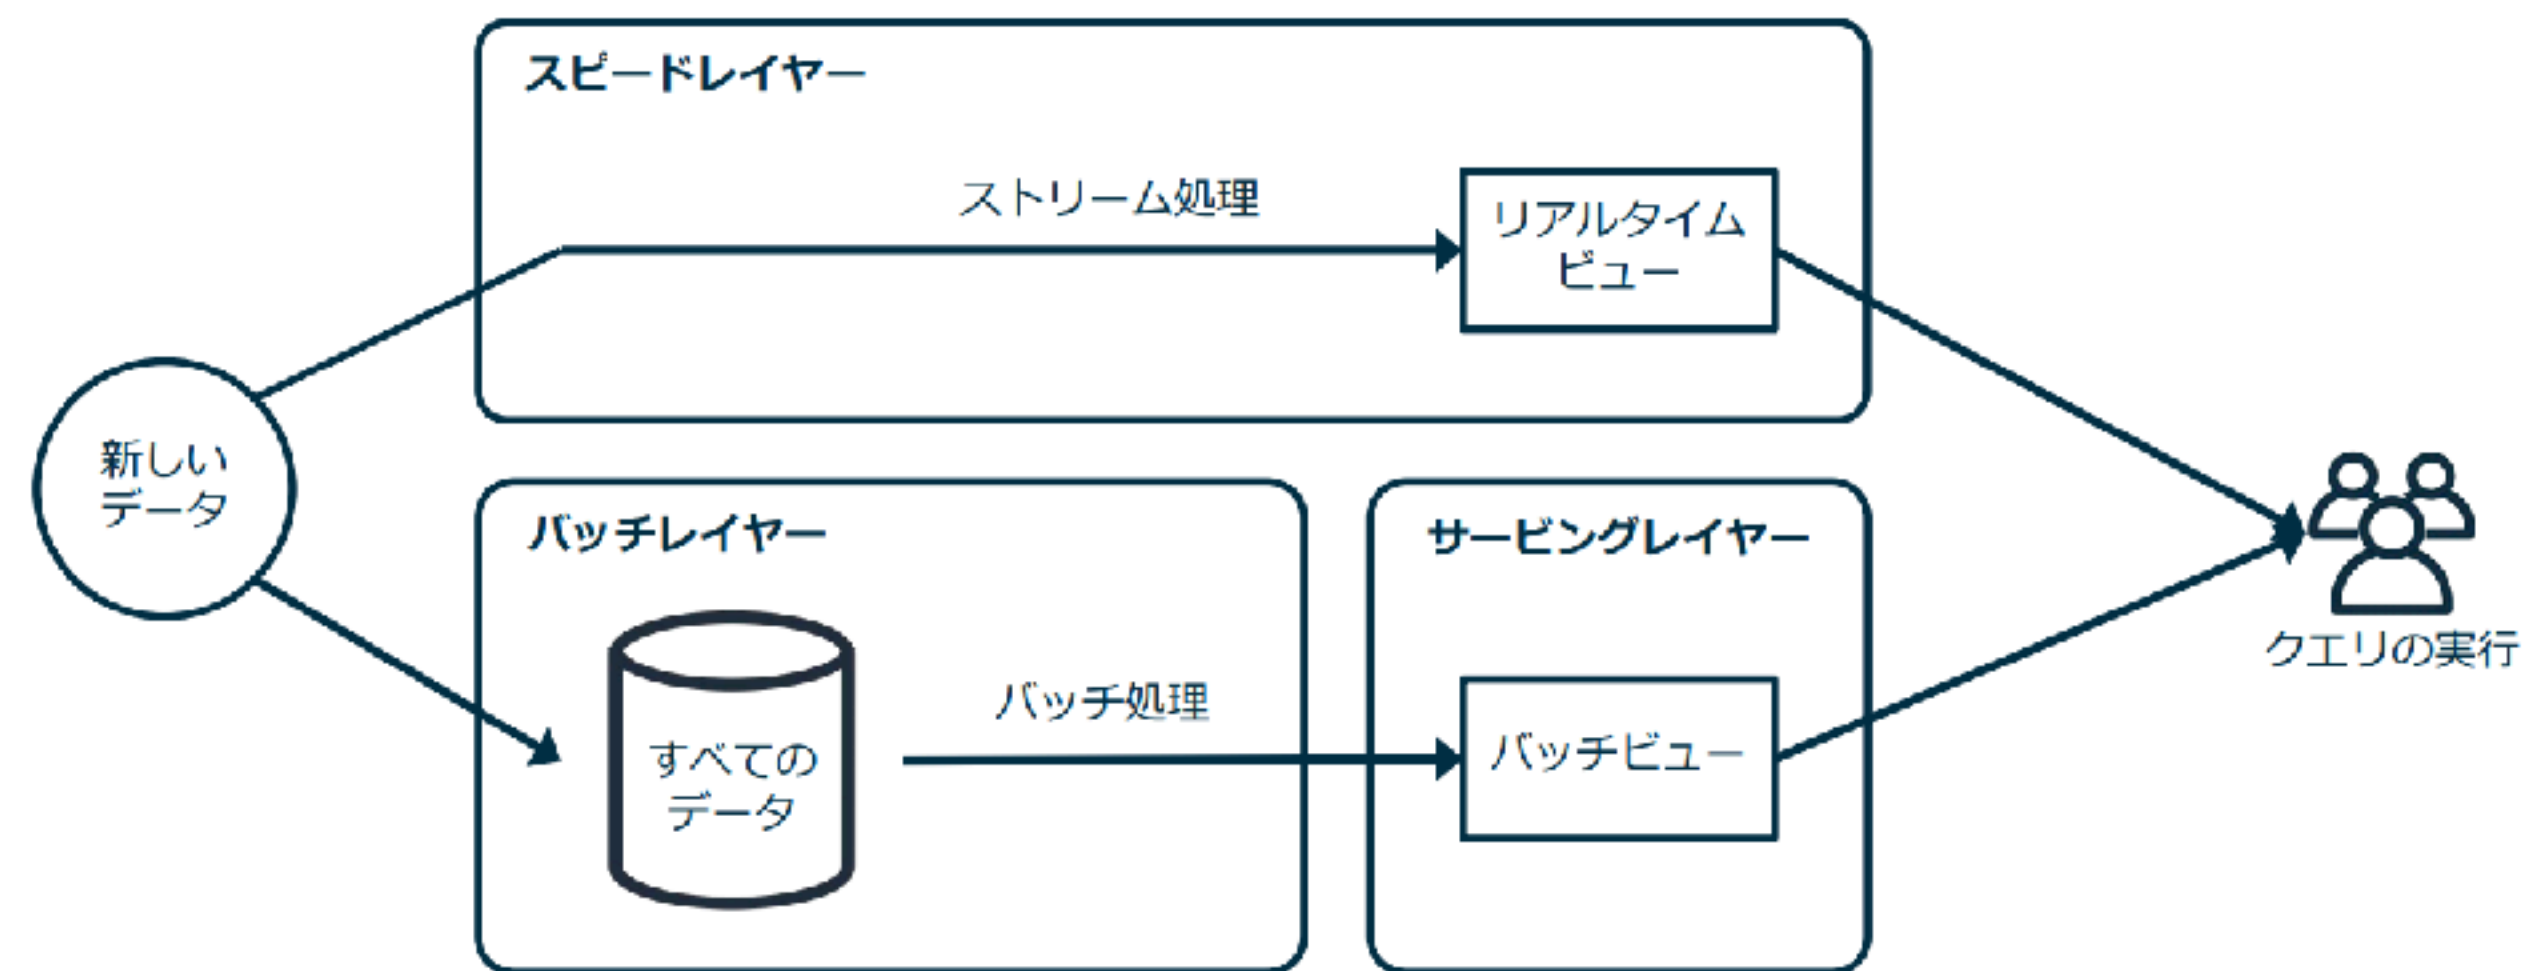 スピードレイヤー
ストリーム処理
リアルタイム
ビュー
新しい
データ
バッチレイヤー
すべての
データ
バッチ処理
サービングレイヤー
バッチビュー
クエリの実行